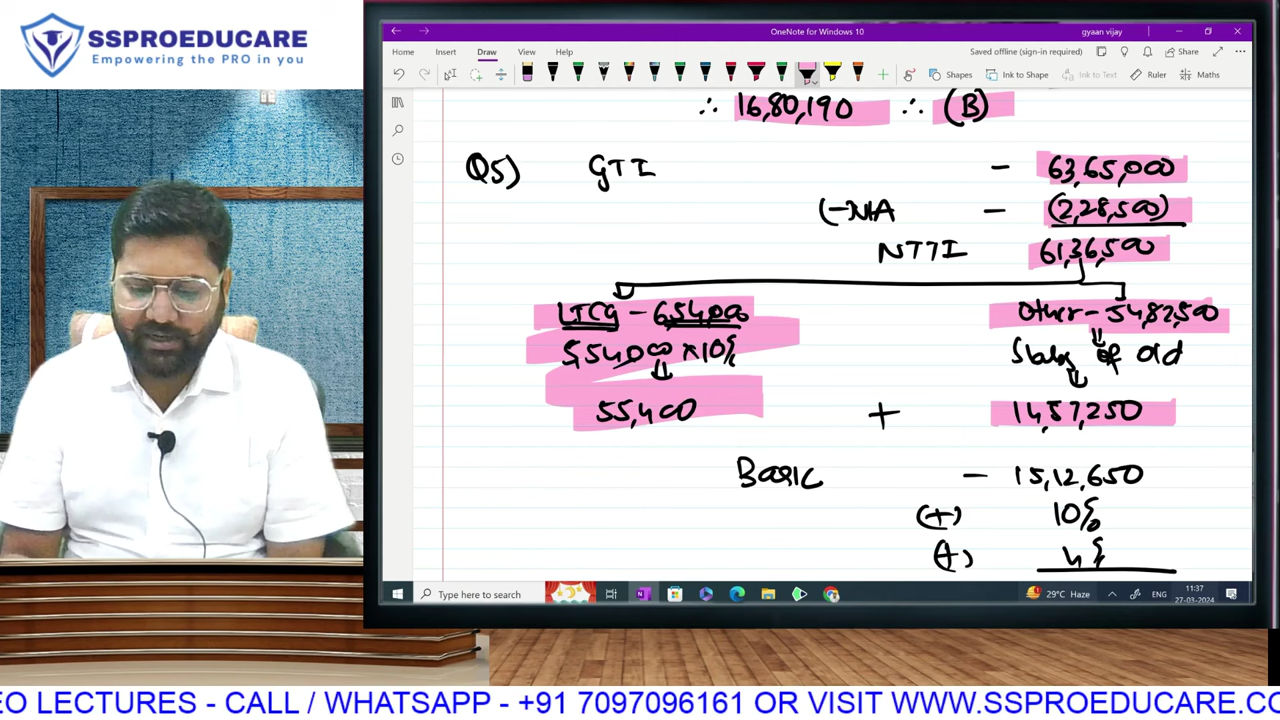 SSPROEDUCARE
Empowering the PRO in you
OneNote for Windows 10
gyaan vijay
Home Insert Draw View Help
Saved offline (sign-in required)
Share
Shapes
Ink to Shape
Ink to Text
Ruler
Maths
∴ 16,80,190 ∴ (B)
Q5) GTI - 63,65,000
(-NIA - (2,28,500)
NTTI 61,36,500
LTCG - 6,54,000
Other - 54,82,500
5,54,000 x 10%
Slabs of old
55,400 + 14,57,250
Basic - 15,12,650
(+) 10%
(+) 4%
Type here to search
29°C Haze
ENG
11:37
27-03-2024
EO LECTURES - CALL / WHATSAPP - +91 7097096161 OR VISIT WWW.SSPROEDUCARE.CO